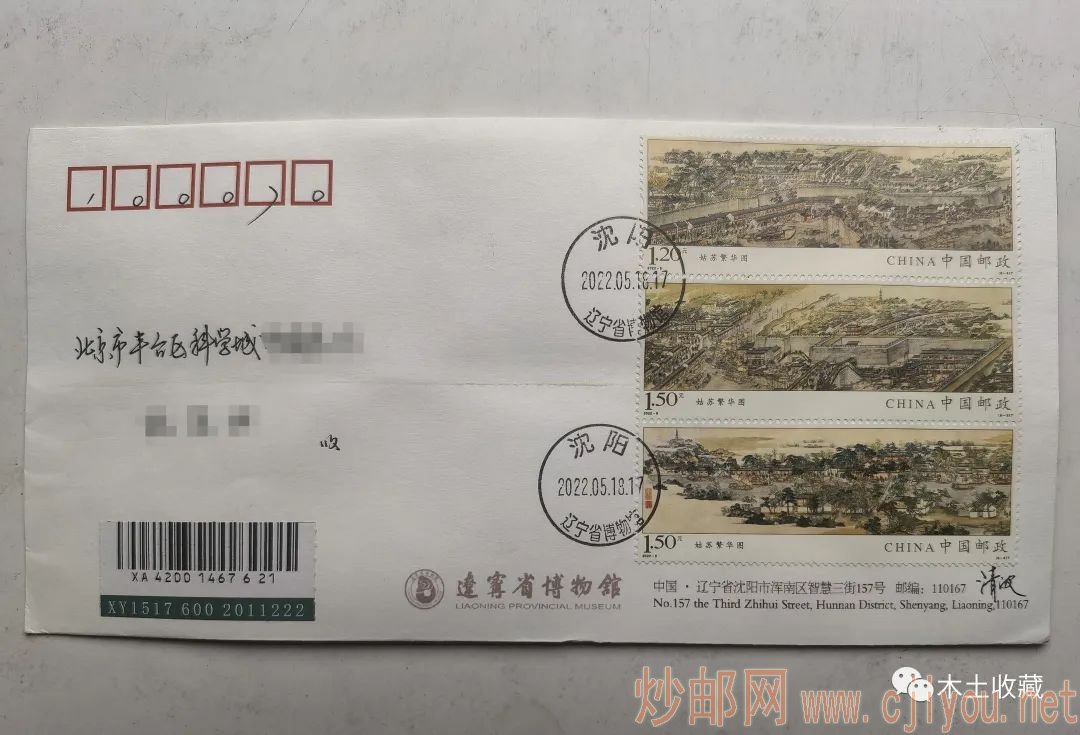 100070
北京市丰台区科学城
收
XA 4200 1467 6 21
XY1517 600 2011222
沈阳
2022.05.18.17
辽宁省博物馆
沈阳
2022.05.18.17
辽宁省博物馆
1.20元
姑苏繁华图
CHINA 中国邮政
1.50元
姑苏繁华图
CHINA 中国邮政
1.50元
姑苏繁华图
CHINA 中国邮政
遼寧省博物館
LIAONING PROVINCIAL MUSEUM
中国·辽宁省沈阳市浑南区智慧三街157号 邮编：110167
No.157 the Third Zhihui Street, Hunnan District, Shenyang, Liaoning,110167
木土收藏
炒邮网 www.cjiyou.net